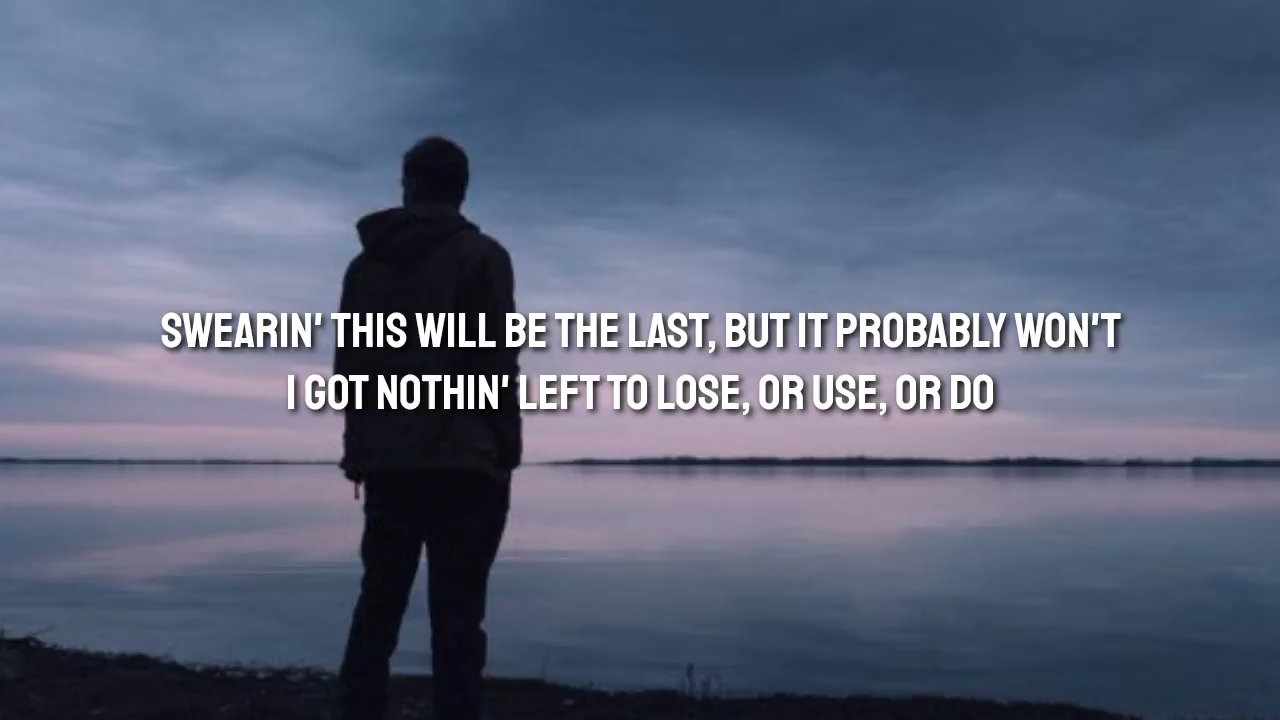 SWEARIN' THIS WILL BE THE LAST, BUT IT PROBABLY WON'T
I GOT NOTHIN' LEFT TO LOSE, OR USE, OR DO